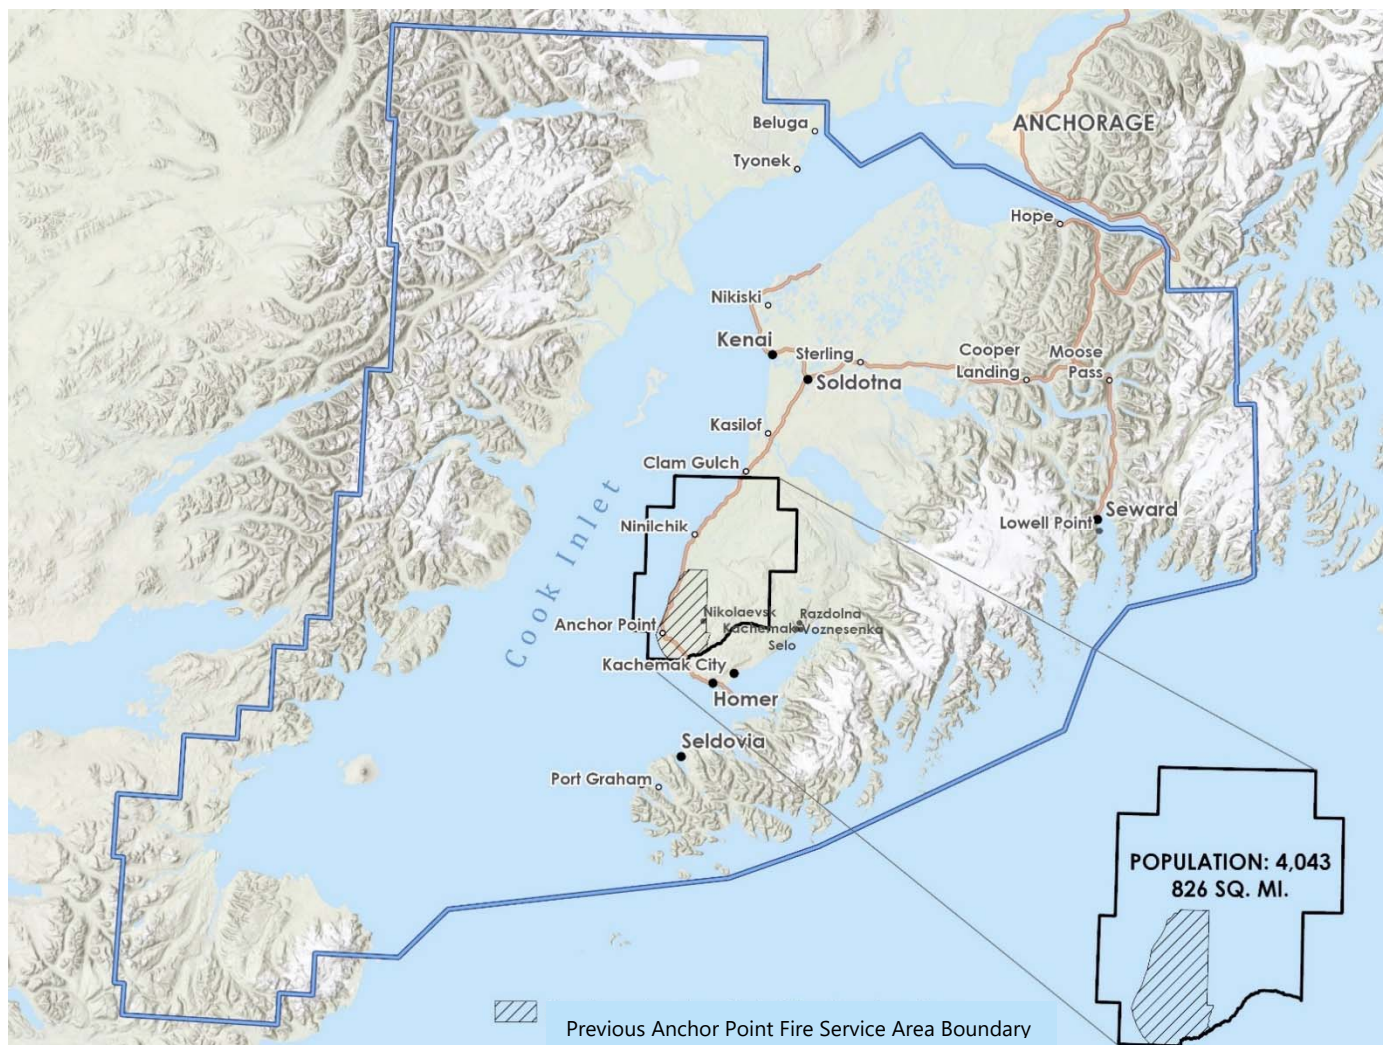 Beluga
ANCHORAGE
Tyonek
Hope
Nikiski
Kenai
Sterling
Cooper
Landing
Moose
Pass
Soldotna
Kasilof
Clam Gulch
Cook Inlet
Ninilchik
Seward
Lowell Point
Nikolaevsk
Razdolna
Anchor Point
Kachemak
Selo
Voznesenka
Kachemak City
Homer
Seldovia
Port Graham
POPULATION: 4,043
826 SQ. MI.
Previous Anchor Point Fire Service Area Boundary